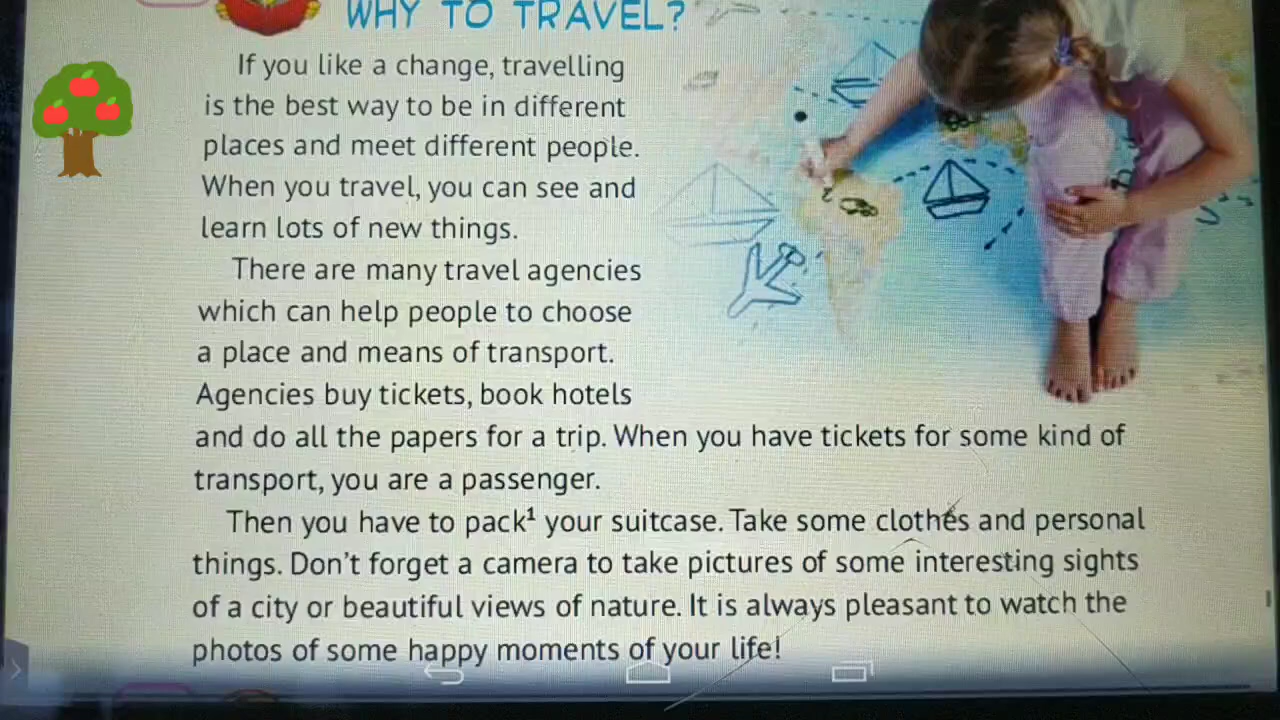 WHY TO TRAVEL?
If you like a change, travelling
is the best way to be in different
places and meet different people.
When you travel, you can see and
learn lots of new things.
There are many travel agencies
which can help people to choose
a place and means of transport.
Agencies buy tickets, book hotels
and do all the papers for a trip. When you have tickets for some kind of
transport, you are a passenger.
Then you have to pack¹ your suitcase. Take some clothes and personal
things. Don't forget a camera to take pictures of some interesting sights
of a city or beautiful views of nature. It is always pleasant to watch the
photos of some happy moments of your life!